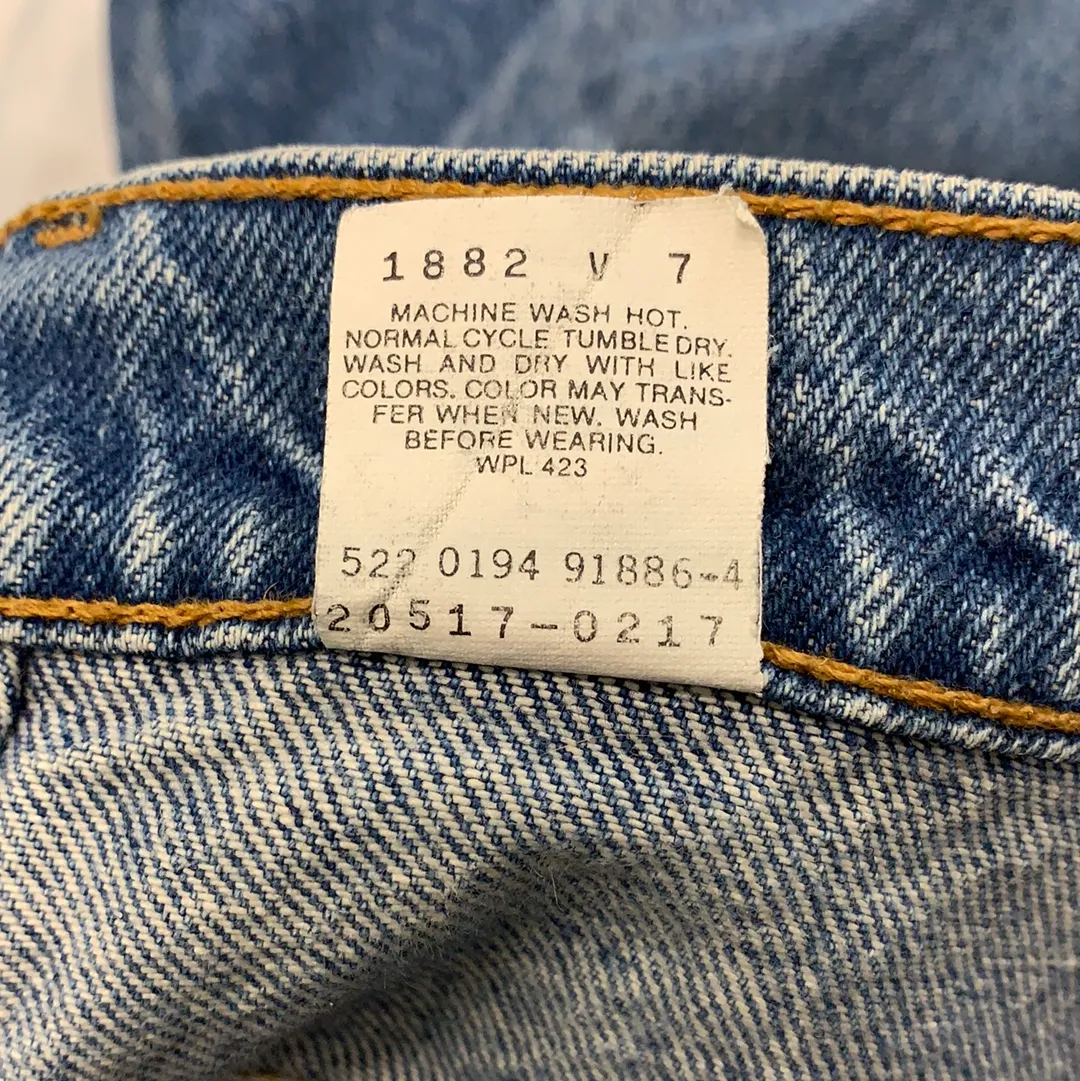 1882 V 7
MACHINE WASH HOT.
NORMAL CYCLE TUMBLE DRY.
WASH AND DRY WITH LIKE
COLORS. COLOR MAY TRANS-
FER WHEN NEW. WASH
BEFORE WEARING.
WPL 423
522 0194 91886-4
20517-0217